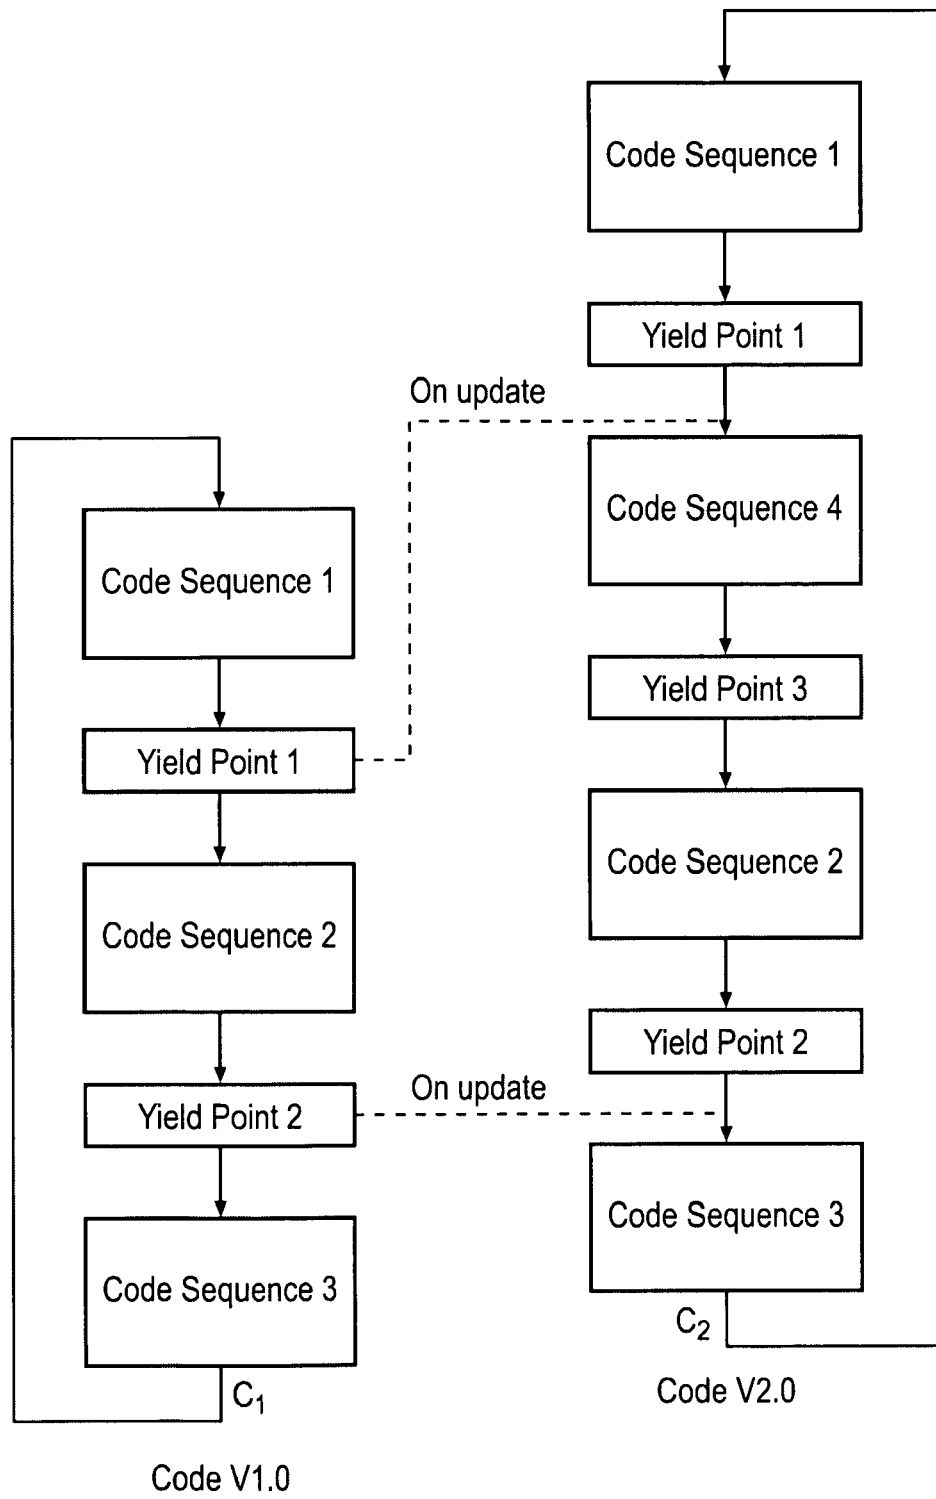 Code Sequence 1
Yield Point 1
On update
Code Sequence 4
Code Sequence 1
Yield Point 3
Yield Point 1
Code Sequence 2
Code Sequence 2
Yield Point 2
On update
Yield Point 2
Code Sequence 3
Code Sequence 3
C2
Code V2.0
C1
Code V1.0